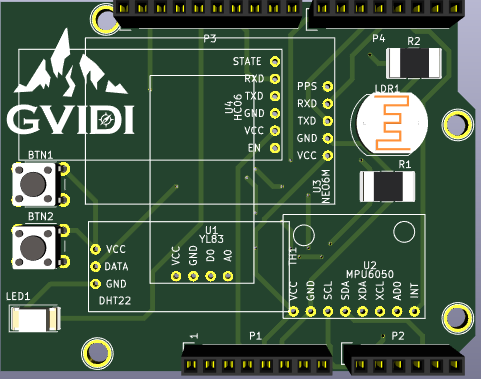 P3
P4
R2
STATE
RXD
TXD
GND
VCC
EN
U4
HC06
PPS
RXD
TXD
GND
VCC
U3
NEO6M
LDR1
GVIDI
BTN1
R1
BTN2
U1
YL83
VCC
GND
D0
A0
VCC
DATA
GND
DHT22
TH1
U2
MPU6050
VCC
GND
SCL
SDA
XDA
XCL
AD0
INT
LED1
1
P1
P2